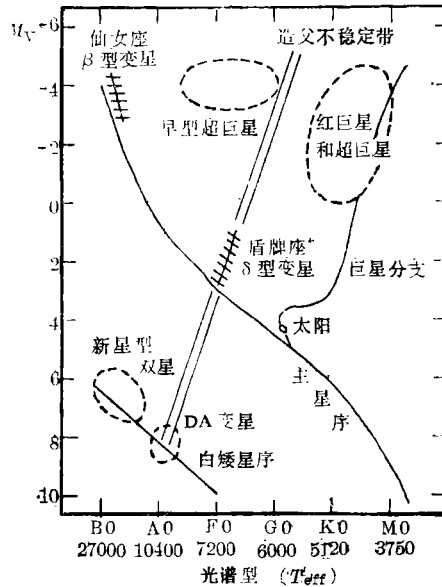 M_V
-6
仙女座
β型变星
造父不稳定带
-4
早型超巨星
红巨星
和超巨星
-2
0
盾牌座
δ型变星
2
巨星分支
4
太阳
新星型
双星
6
主星序
DA变星
8
白矮星序
10
B0 A0 F0 G0 K0 M0
27000 10400 7200 6000 5120 3750
光谱型 (T_eff)